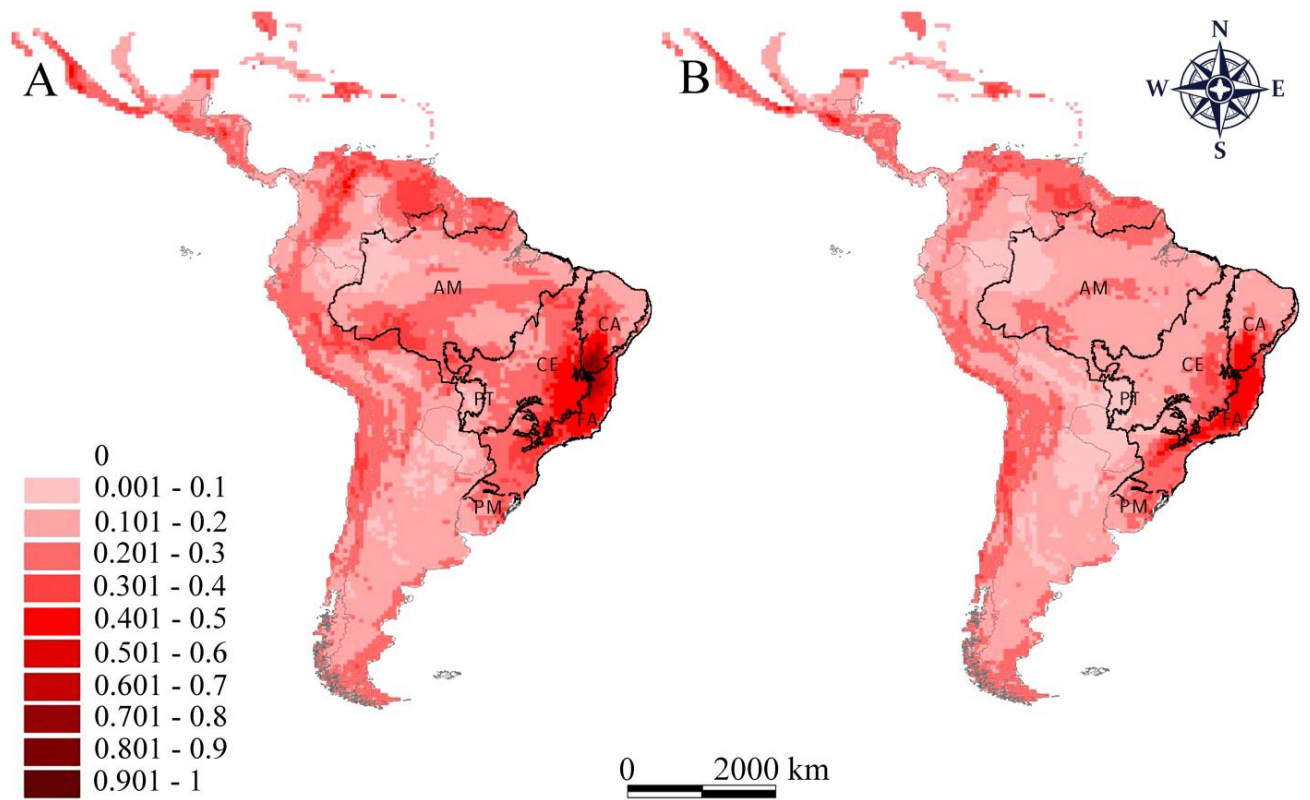 A
B
N
W
E
S
AM
CA
CE
PT
FA
PM
AM
CA
CE
PT
FA
PM
0
0.001 - 0.1
0.101 - 0.2
0.201 - 0.3
0.301 - 0.4
0.401 - 0.5
0.501 - 0.6
0.601 - 0.7
0.701 - 0.8
0.801 - 0.9
0.901 - 1
0 2000 km